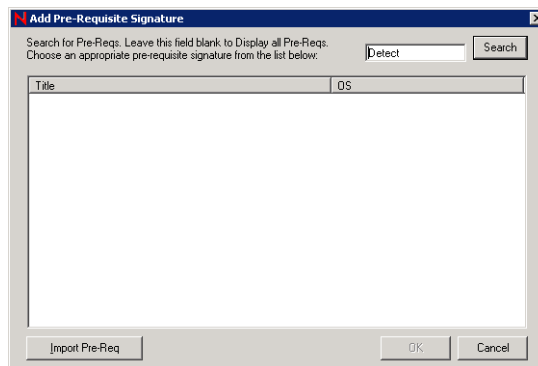 Add Pre-Requisite Signature
Search for Pre-Reqs. Leave this field blank to Display all Pre-Reqs.
Choose an appropriate pre-requisite signature from the list below:
Detect
Search
Title
OS
Import Pre-Req
OK
Cancel